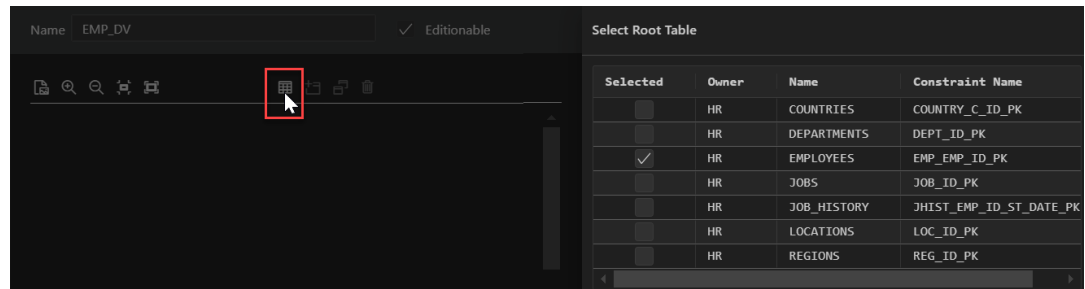 Name EMP_DV Editionable
Select Root Table
Selected Owner Name Constraint Name
HR COUNTRIES COUNTRY_C_ID_PK
HR DEPARTMENTS DEPT_ID_PK
HR EMPLOYEES EMP_EMP_ID_PK
HR JOBS JOB_ID_PK
HR JOB_HISTORY JHIST_EMP_ID_ST_DATE_PK
HR LOCATIONS LOC_ID_PK
HR REGIONS REG_ID_PK